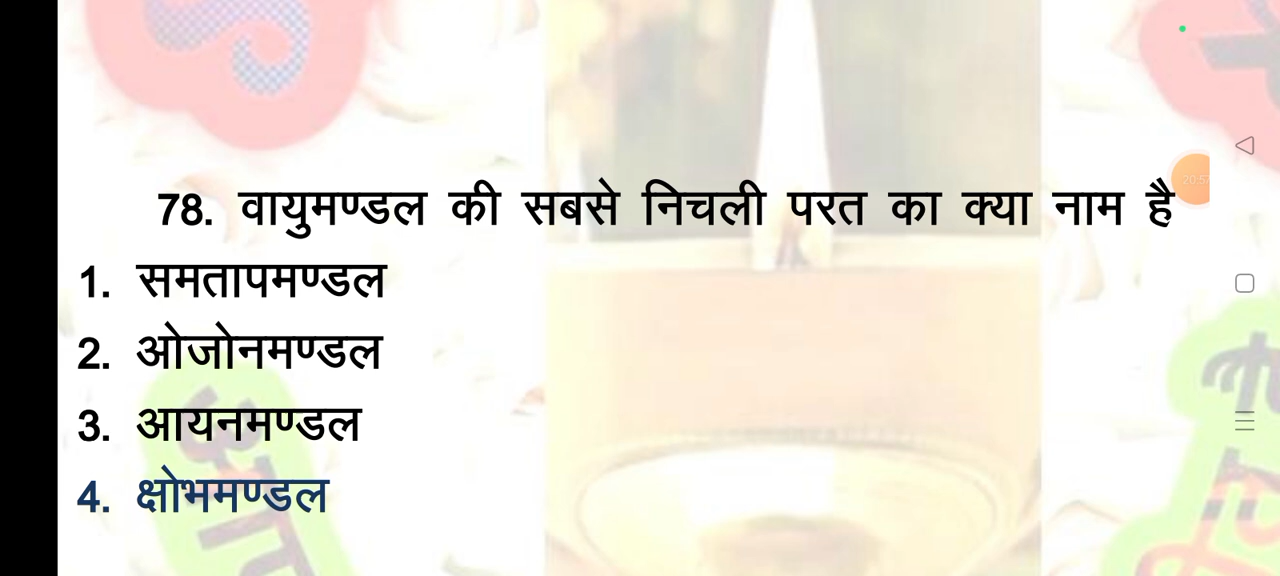 78. वायुमण्डल की सबसे निचली परत का क्या नाम है
1. समतापमण्डल
2. ओजोनमण्डल
3. आयनमण्डल
4. क्षोभमण्डल